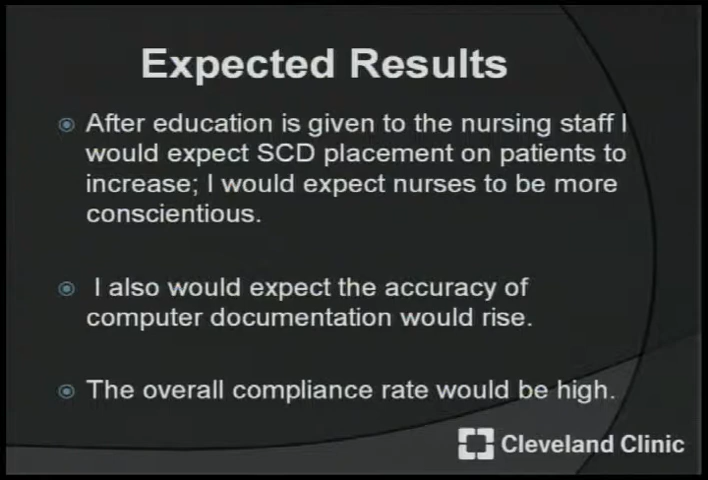 Expected Results
After education is given to the nursing staff I
would expect SCD placement on patients to
increase; I would expect nurses to be more
conscientious.
I also would expect the accuracy of
computer documentation would rise.
The overall compliance rate would be high.
Cleveland Clinic